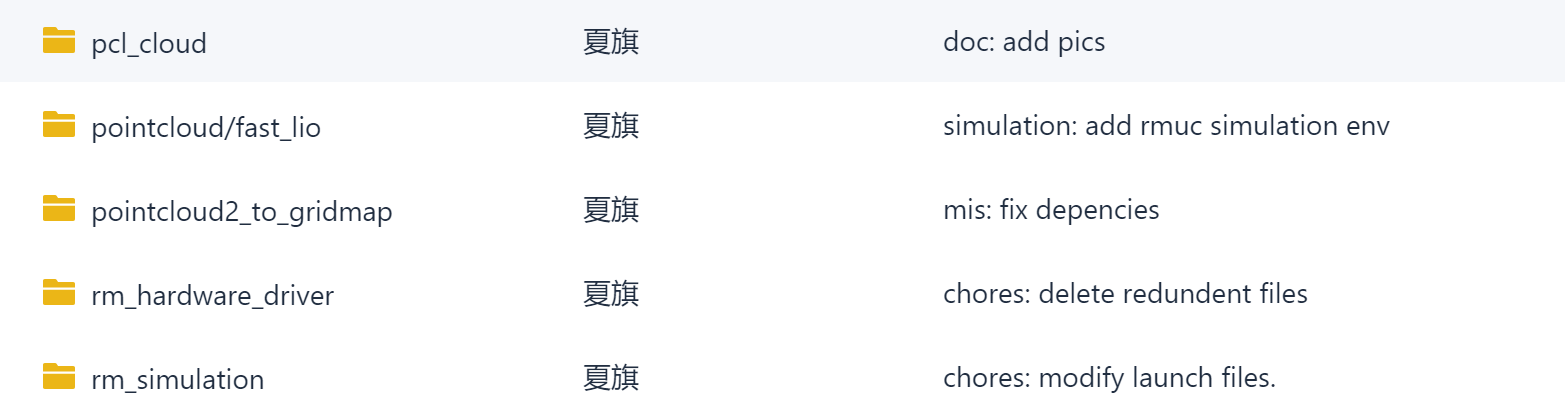 pcl_cloud 夏旗 doc: add pics
pointcloud/fast_lio 夏旗 simulation: add rmuc simulation env
pointcloud2_to_gridmap 夏旗 mis: fix depencies
rm_hardware_driver 夏旗 chores: delete redundent files
rm_simulation 夏旗 chores: modify launch files.